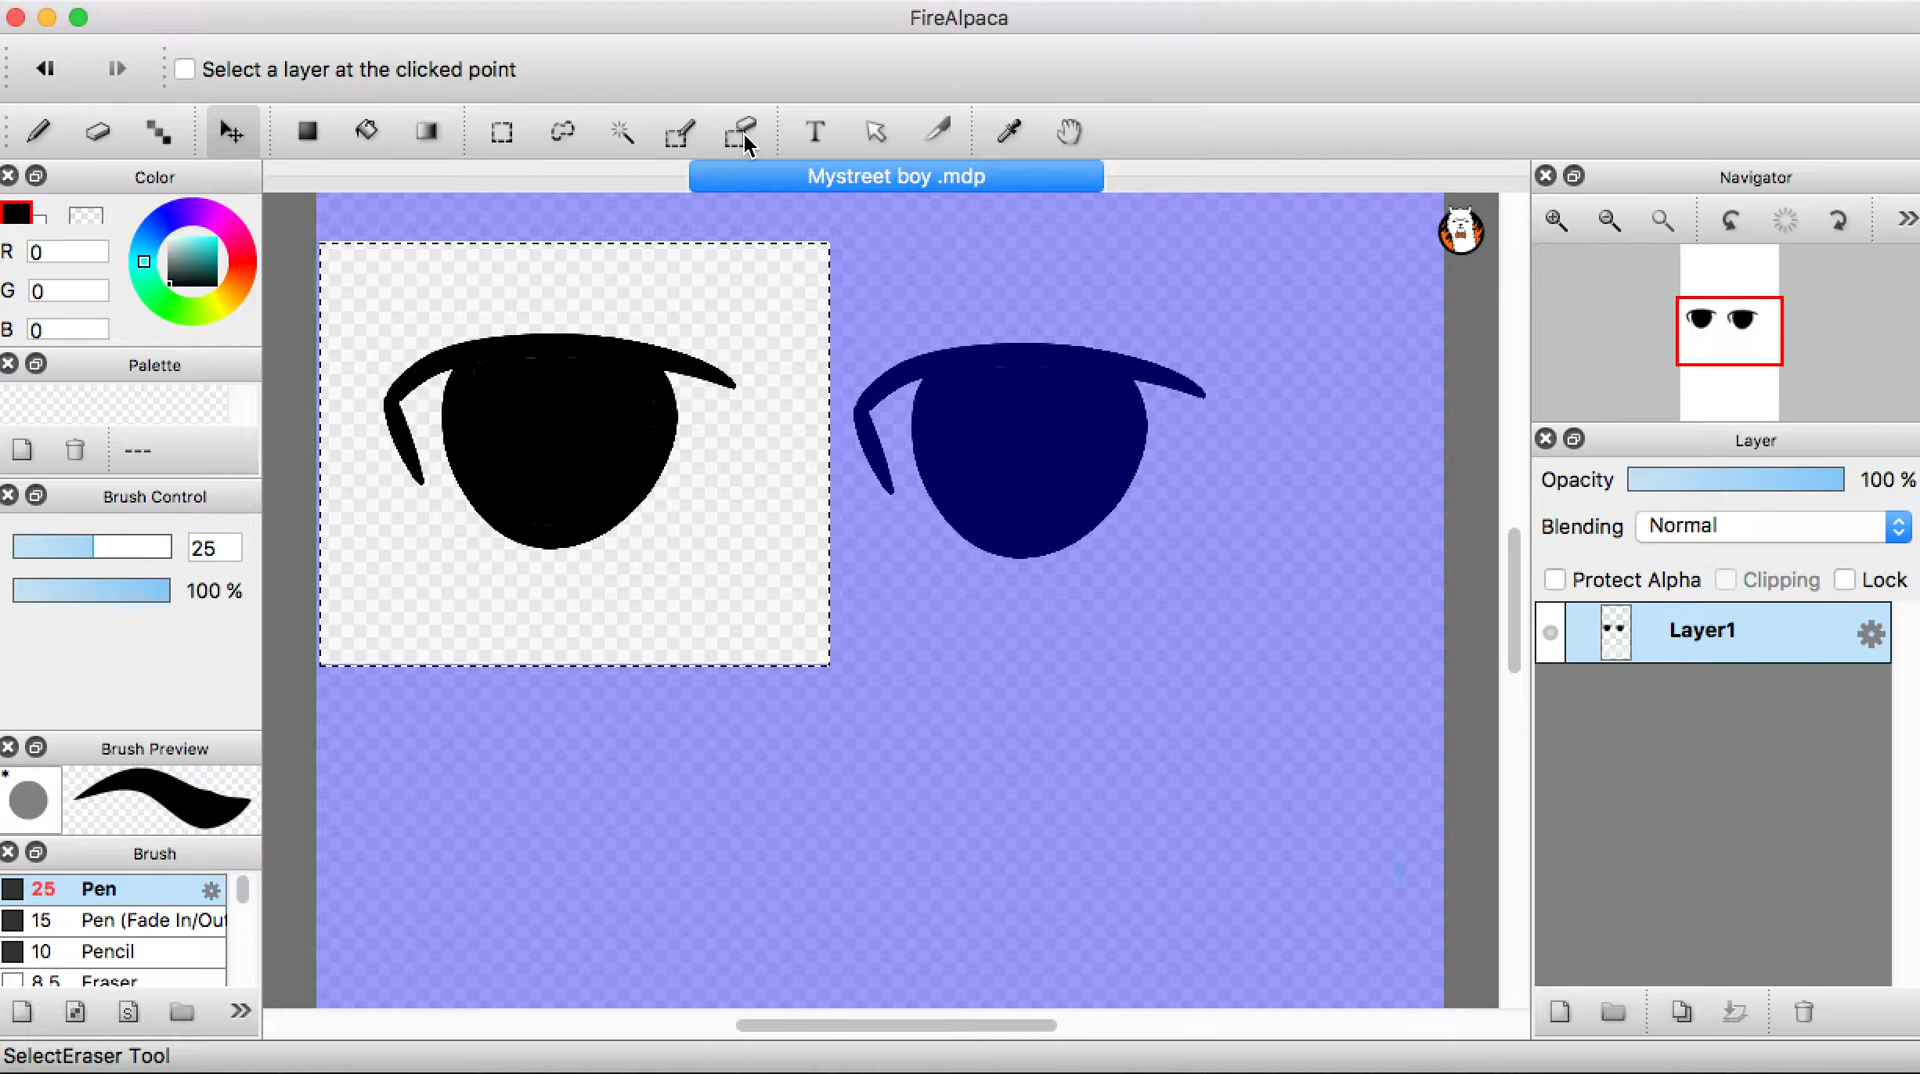 FireAlpaca
Select a layer at the clicked point
T
Mystreet boy .mdp
Color
R 0
G 0
B 0
Palette
---
Brush Control
25
100 %
Brush Preview
*
Brush
25 Pen
15 Pen (Fade In/Out
10 Pencil
8.5 Eraser
S
SelectEraser Tool
Navigator
Layer
Opacity 100 %
Blending Normal
Protect Alpha Clipping Lock
Layer1